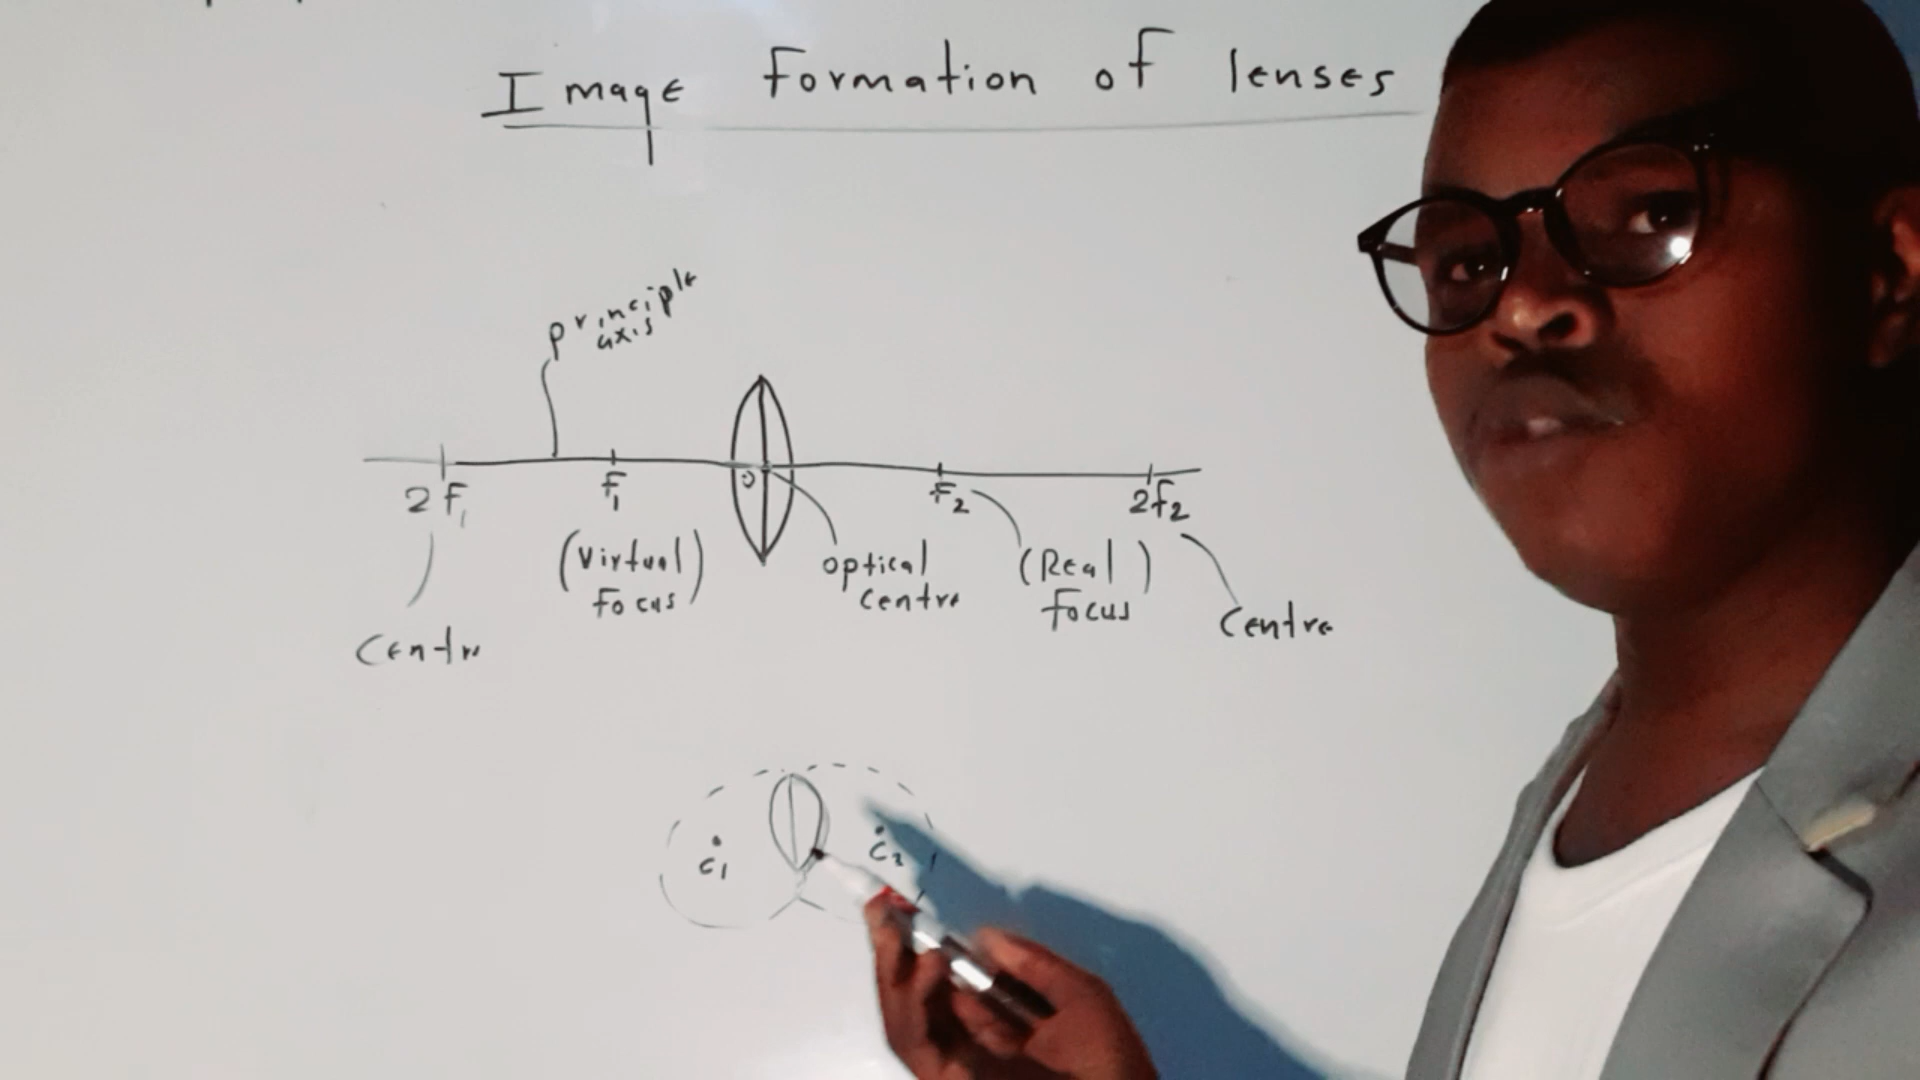 Image Formation of lenses
principle
axis
2F1
F1
O
F2
2F2
(Virtual)
Focus
optical
centre
(Real)
Focus
Centre
C1
C2